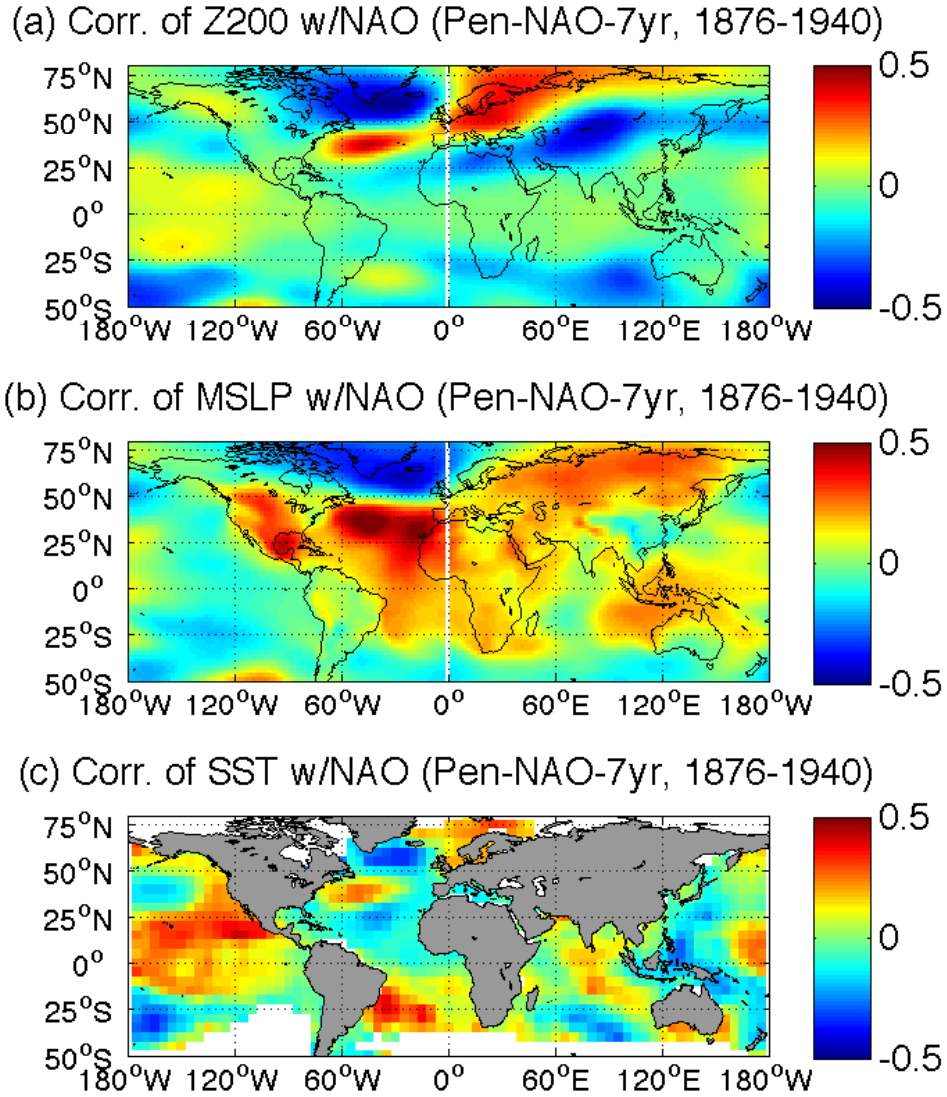 (a) Corr. of Z200 w/NAO (Pen-NAO-7yr, 1876-1940)
75°N
50°N
25°N
0°
25°S
50°S
180°W 120°W 60°W 0° 60°E 120°E 180°W
0.5
0
-0.5
(b) Corr. of MSLP w/NAO (Pen-NAO-7yr, 1876-1940)
75°N
50°N
25°N
0°
25°S
50°S
180°W 120°W 60°W 0° 60°E 120°E 180°W
0.5
0
-0.5
(c) Corr. of SST w/NAO (Pen-NAO-7yr, 1876-1940)
75°N
50°N
25°N
0°
25°S
50°S
180°W 120°W 60°W 0° 60°E 120°E 180°W
0.5
0
-0.5